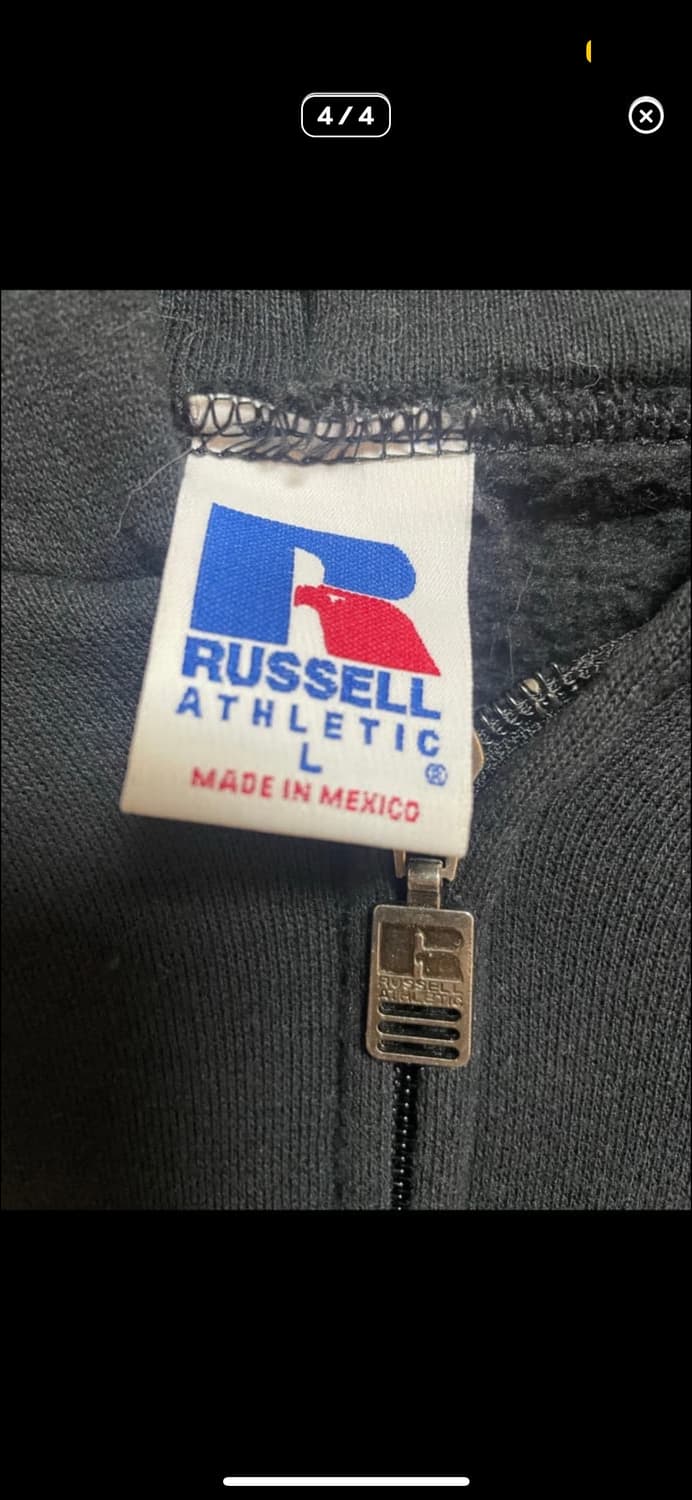 4/4
RUSSELL
ATHLETIC
L ®
MADE IN MEXICO
RUSSELL
ATHLETIC